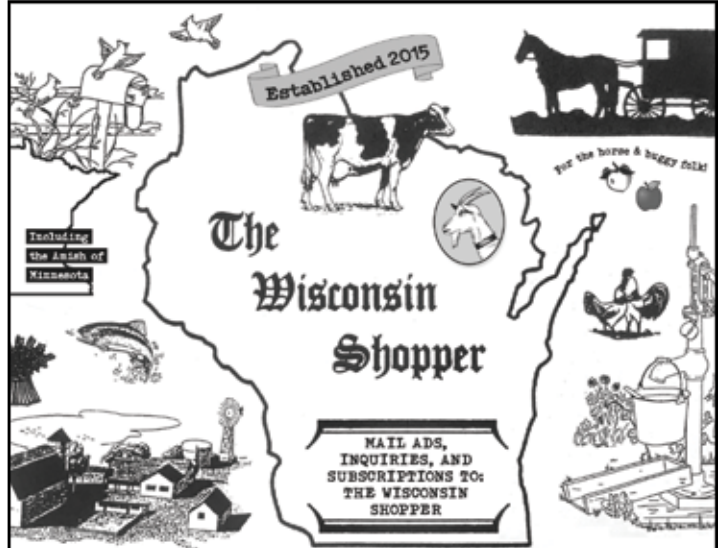 Established 2015
For the horse & buggy folk!
The
Wisconsin
Shopper
Including
the Amish of
Minnesota
MAIL ADS,
INQUIRIES, AND
SUBSCRIPTIONS TO:
THE WISCONSIN
SHOPPER